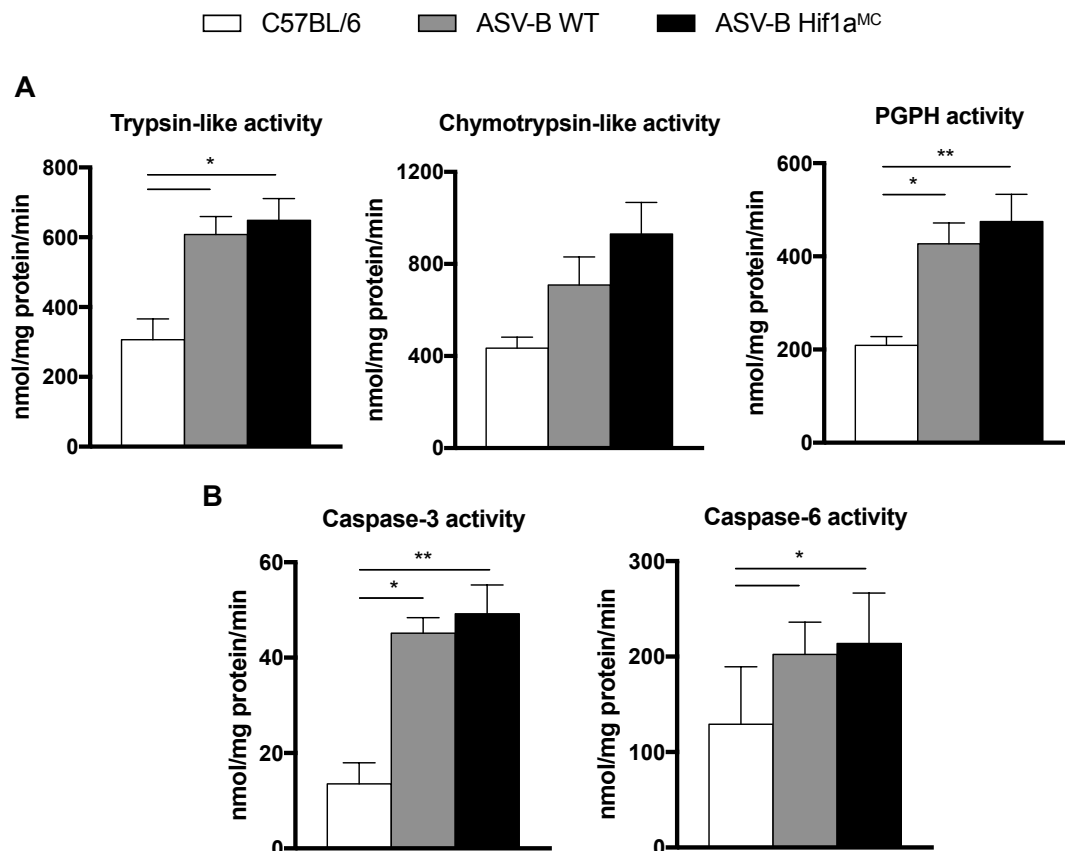 C57BL/6 ASV-B WT ASV-B Hif1aMC
A
Trypsin-like activity
Chymotrypsin-like activity
PGPH activity
nmol/mg protein/min
800
600
400
200
0
*
nmol/mg protein/min
1200
800
400
0
nmol/mg protein/min
600
400
200
0
**
*
B
Caspase-3 activity
Caspase-6 activity
nmol/mg protein/min
60
40
20
0
**
*
nmol/mg protein/min
300
200
100
0
*